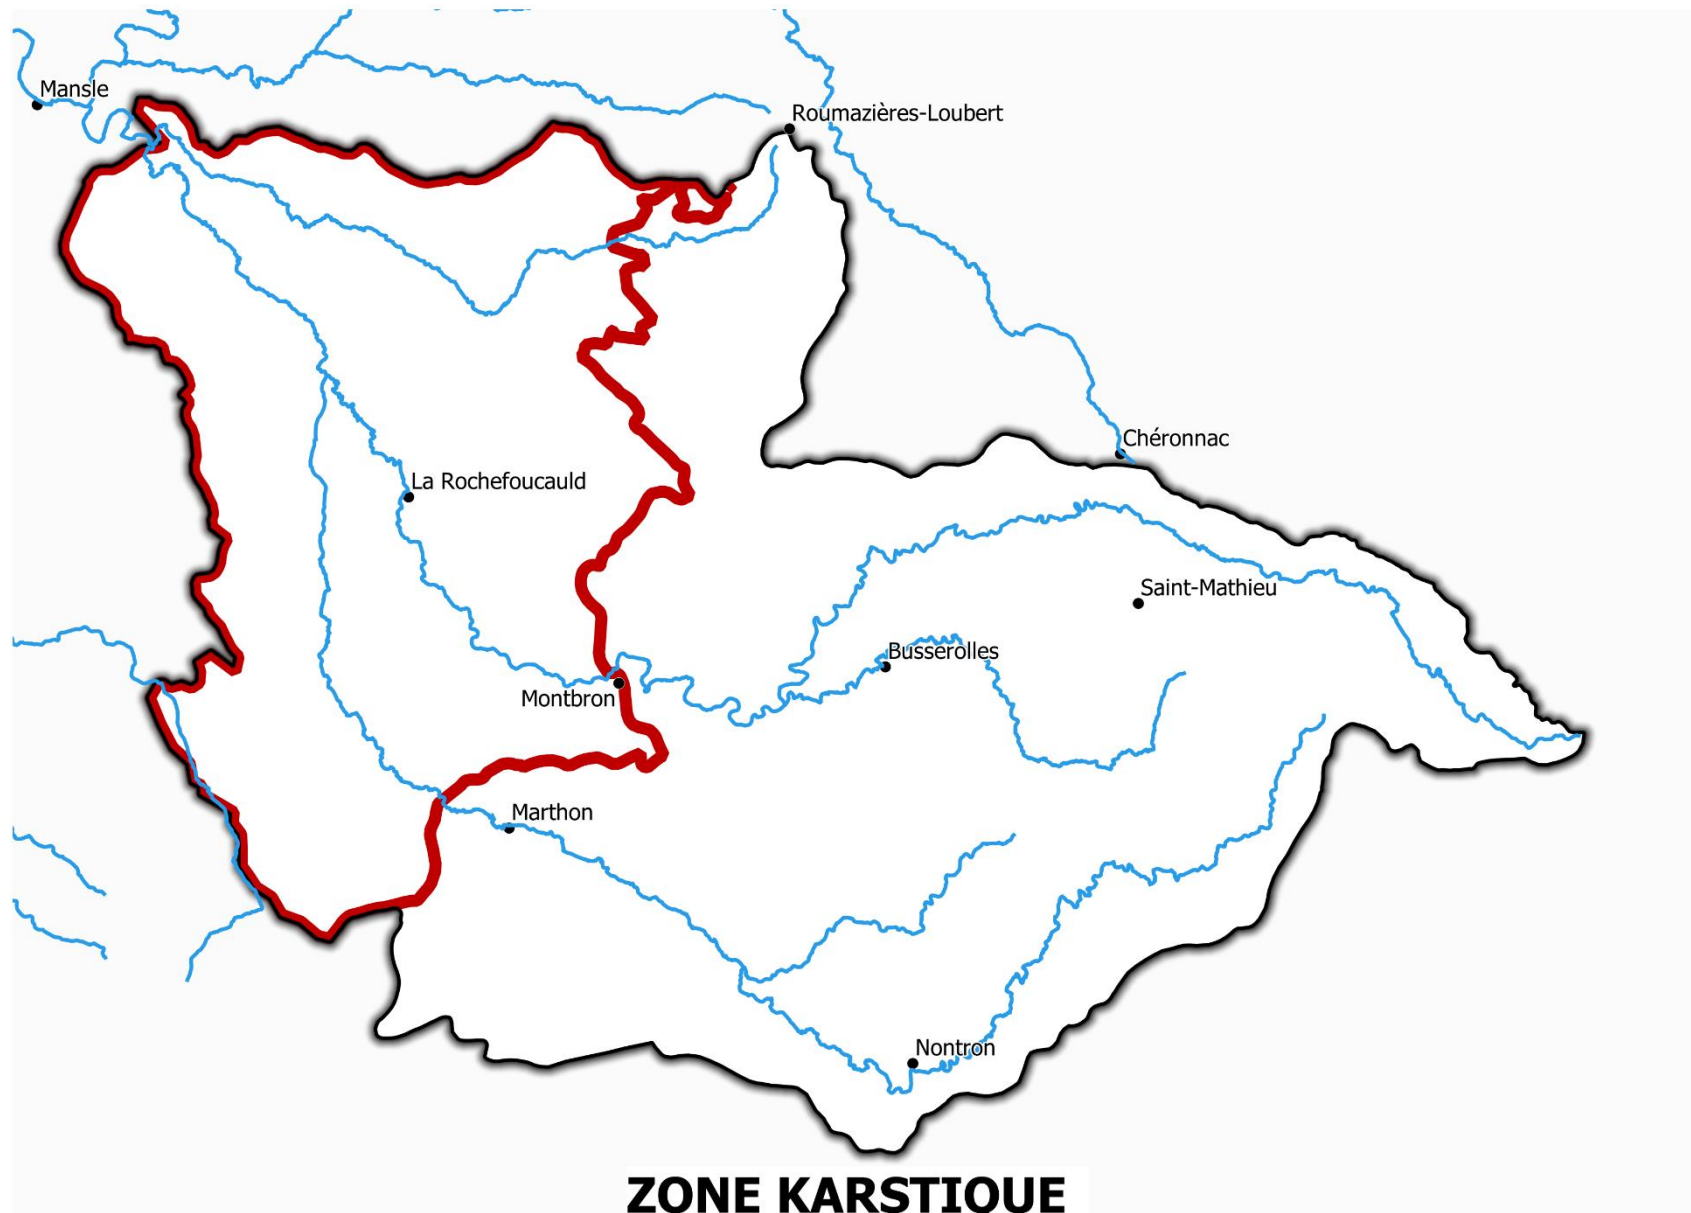 Mansle
Roumazières-Loubert
Chéronnac
La Rochefoucauld
Saint-Mathieu
Busserolles
Montbron
Marthon
Nontron
ZONE KARSTIQUE